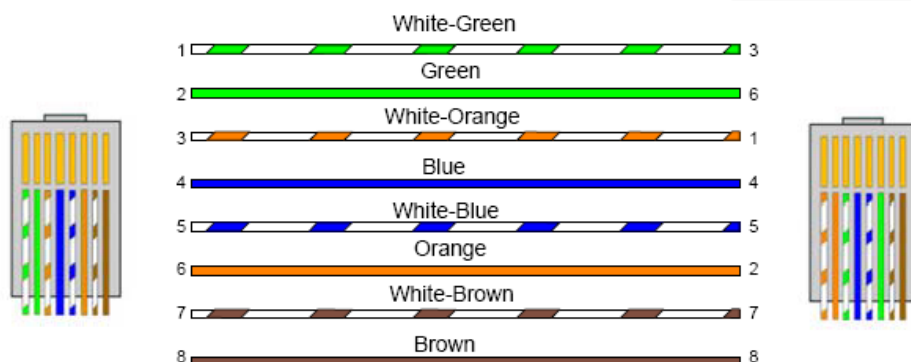 White-Green
1 3
Green
2 6
White-Orange
3 1
Blue
4 4
White-Blue
5 5
Orange
6 2
White-Brown
7 7
Brown
8 8